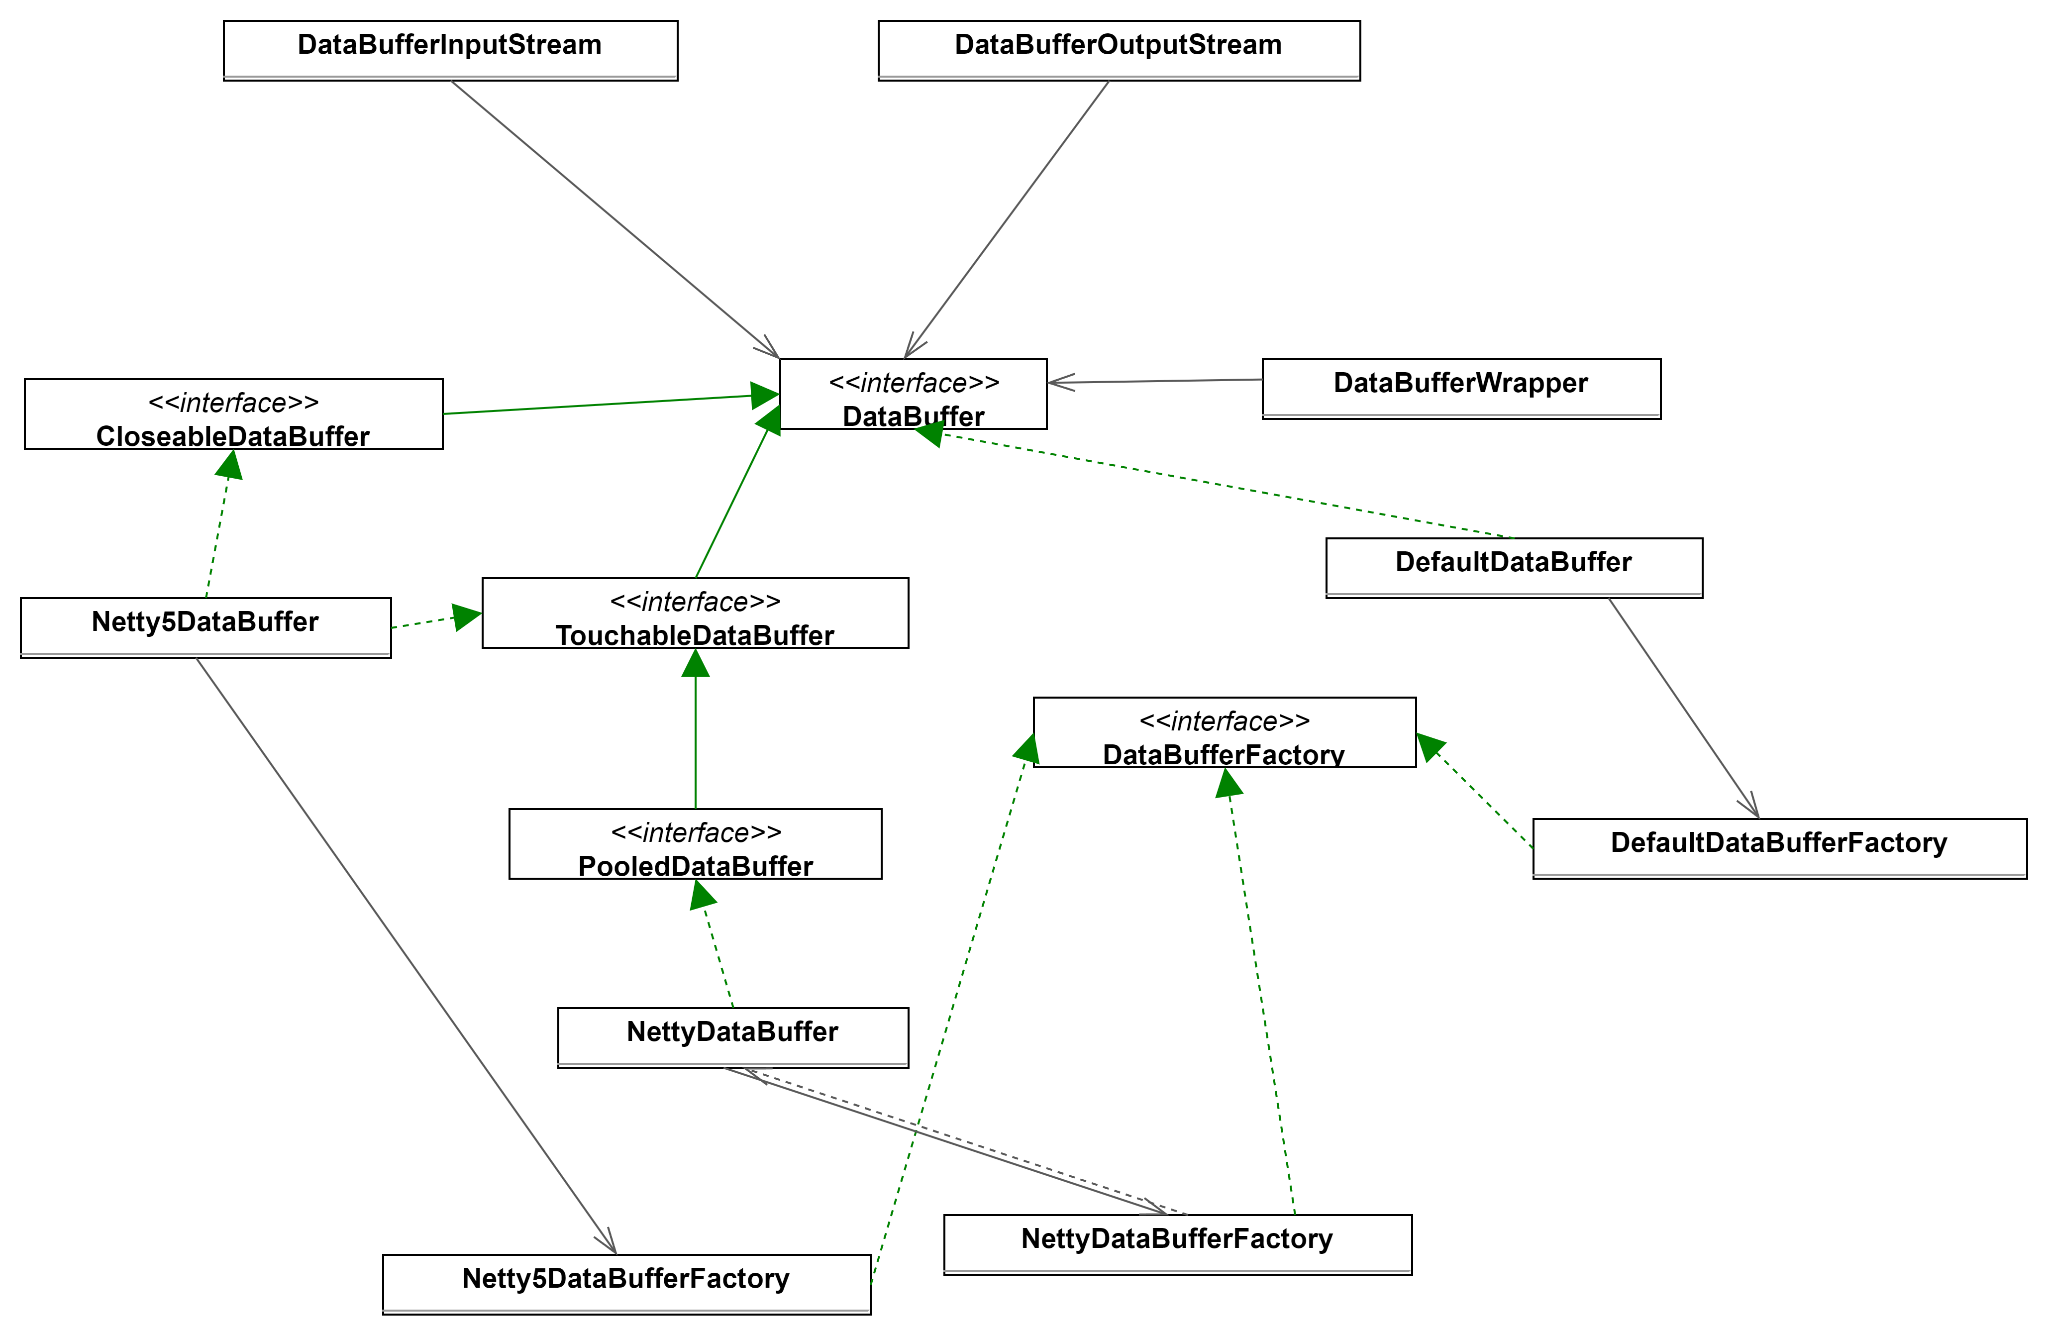 DataBufferInputStream
DataBufferOutputStream
<<interface>>
DataBuffer
DataBufferWrapper
<<interface>>
CloseableDataBuffer
DefaultDataBuffer
<<interface>>
TouchableDataBuffer
Netty5DataBuffer
<<interface>>
DataBufferFactory
<<interface>>
PooledDataBuffer
DefaultDataBufferFactory
NettyDataBuffer
NettyDataBufferFactory
Netty5DataBufferFactory